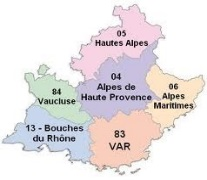 05
Hautes Alpes
04
Alpes de
Haute Provence
84
Vaucluse
06
Alpes
Maritimes
13 - Bouches
du Rhône
83
VAR